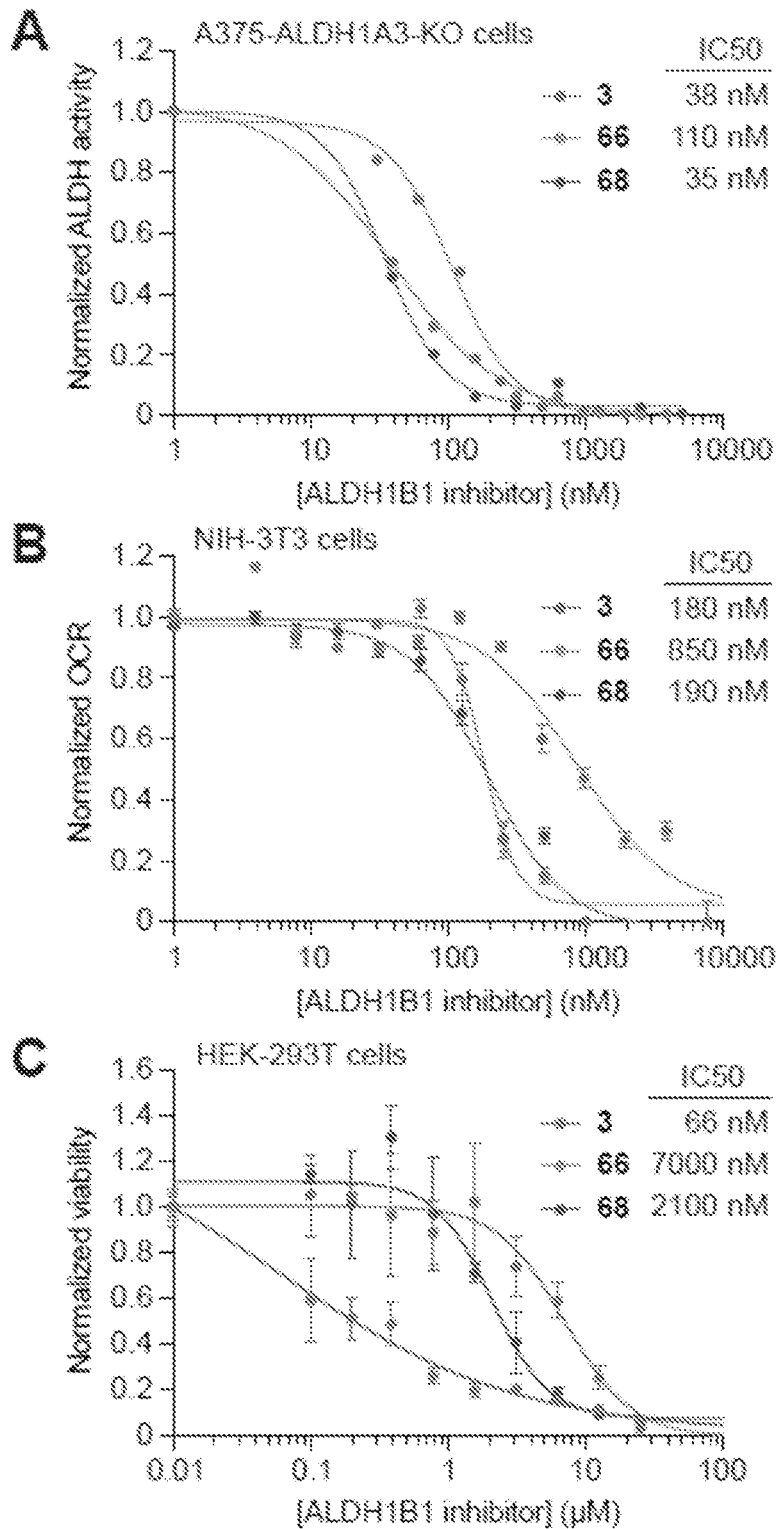 A
A375-ALDH1A3-KO cells
IC50
3 38 nM
66 110 nM
68 35 nM
Normalized ALDH activity
1.2
1.0
0.8
0.6
0.4
0.2
0
1 10 100 1000 10000
[ALDH1B1 inhibitor] (nM)
B
NIH-3T3 cells
IC50
3 180 nM
66 850 nM
68 190 nM
Normalized OCR
1.2
1.0
0.8
0.6
0.4
0.2
0
1 10 100 1000 10000
[ALDH1B1 inhibitor] (nM)
C
HEK-293T cells
IC50
3 66 nM
66 7000 nM
68 2100 nM
Normalized viability
1.6
1.4
1.2
1.0
0.8
0.6
0.4
0.2
0
0.01 0.1 1 10 100
[ALDH1B1 inhibitor] (µM)